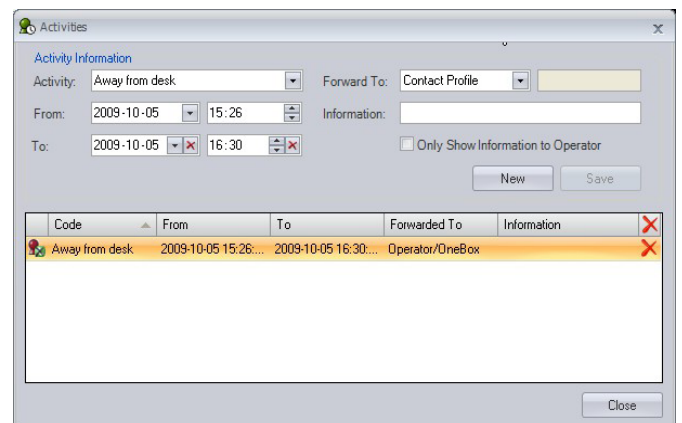 Activities
Activity Information
Activity: Away from desk Forward To: Contact Profile
From: 2009-10-05 15:26 Information:
To: 2009-10-05 16:30 Only Show Information to Operator
New Save
Code From To Forwarded To Information
Away from desk 2009-10-05 15:26:... 2009-10-05 16:30:... Operator/OneBox
Close